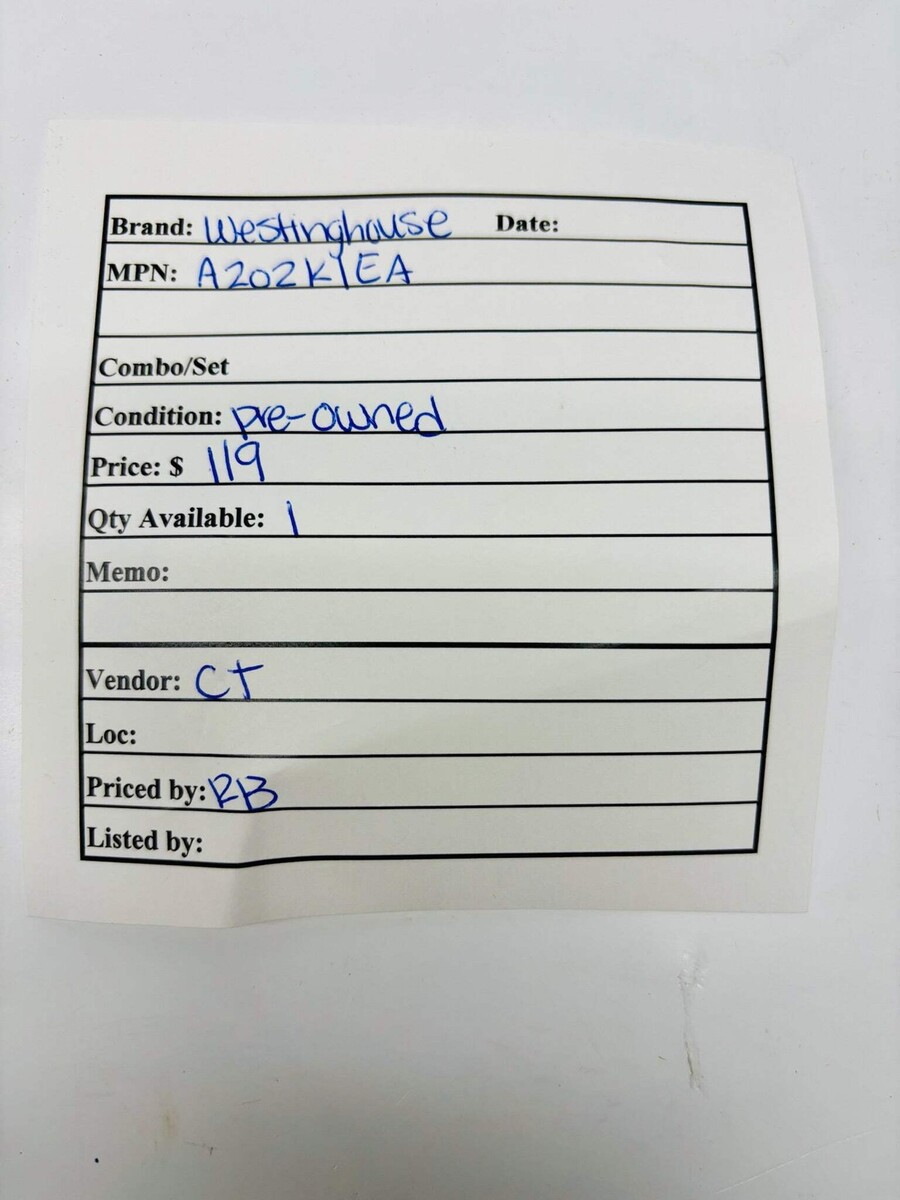 Brand: Westinghouse Date:
MPN: A202K1EA
Combo/Set
Condition: pre-owned
Price: $ 119
Qty Available: 1
Memo:
Vendor: CT
Loc:
Priced by: RB
Listed by: